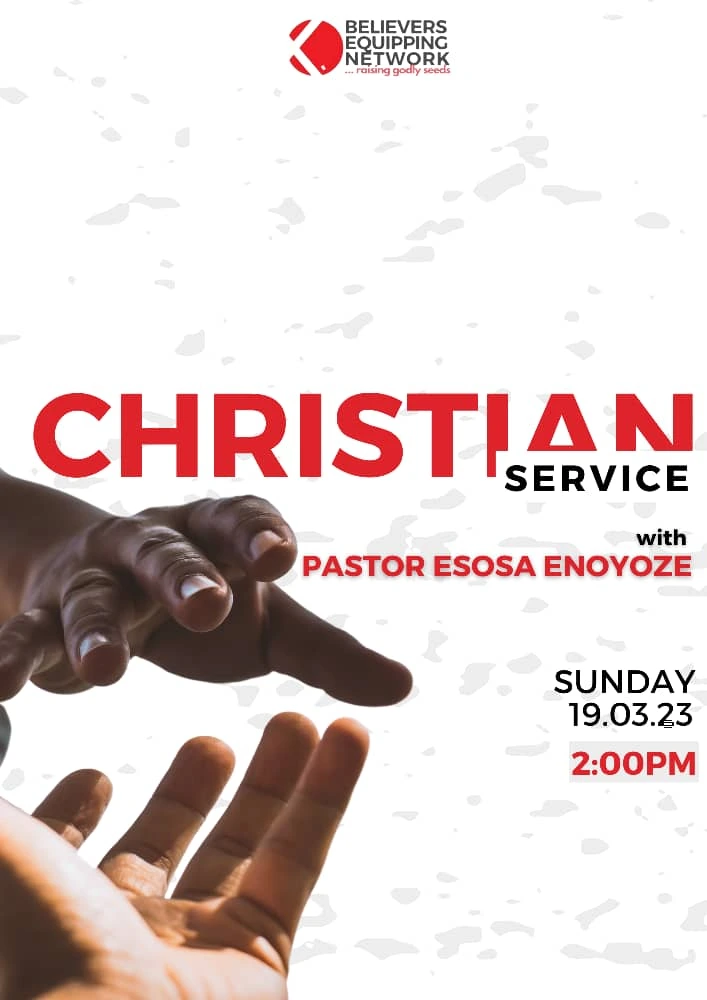 BELIEVERS
EQUIPPING
NETWORK
... raising godly seeds
CHRISTIAN
SERVICE
with
PASTOR ESOSA ENOYOZE
SUNDAY
19.03.23
2:00PM